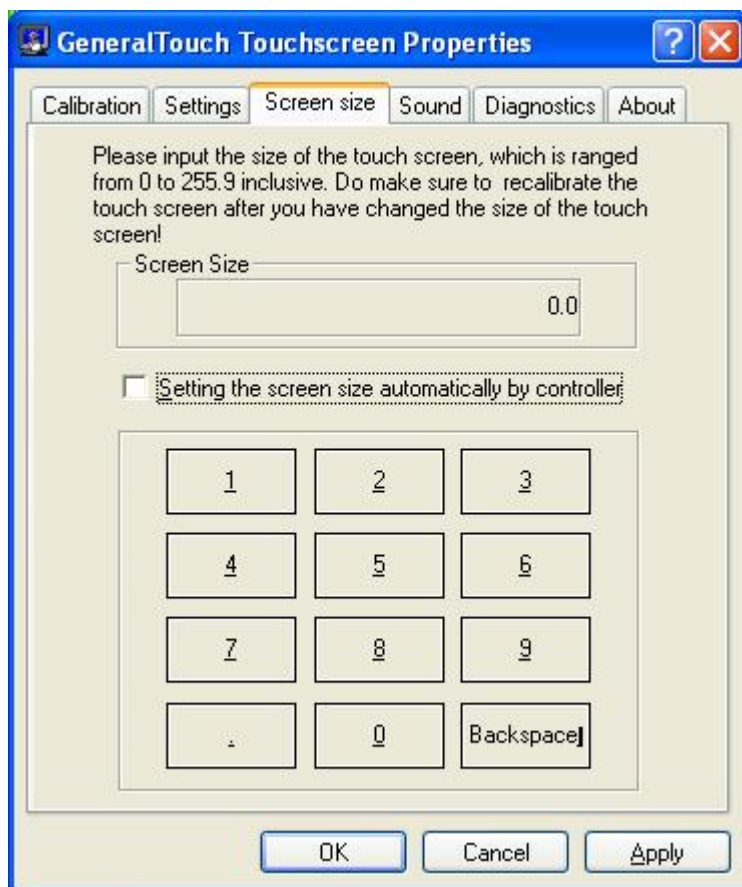 GeneralTouch Touchscreen Properties
Calibration Settings Screen size Sound Diagnostics About
Please input the size of the touch screen, which is ranged
from 0 to 255.9 inclusive. Do make sure to recalibrate the
touch screen after you have changed the size of the touch
screen!
Screen Size
0.0
Setting the screen size automatically by controller
1 2 3
4 5 6
7 8 9
. 0 Backspace
OK Cancel Apply